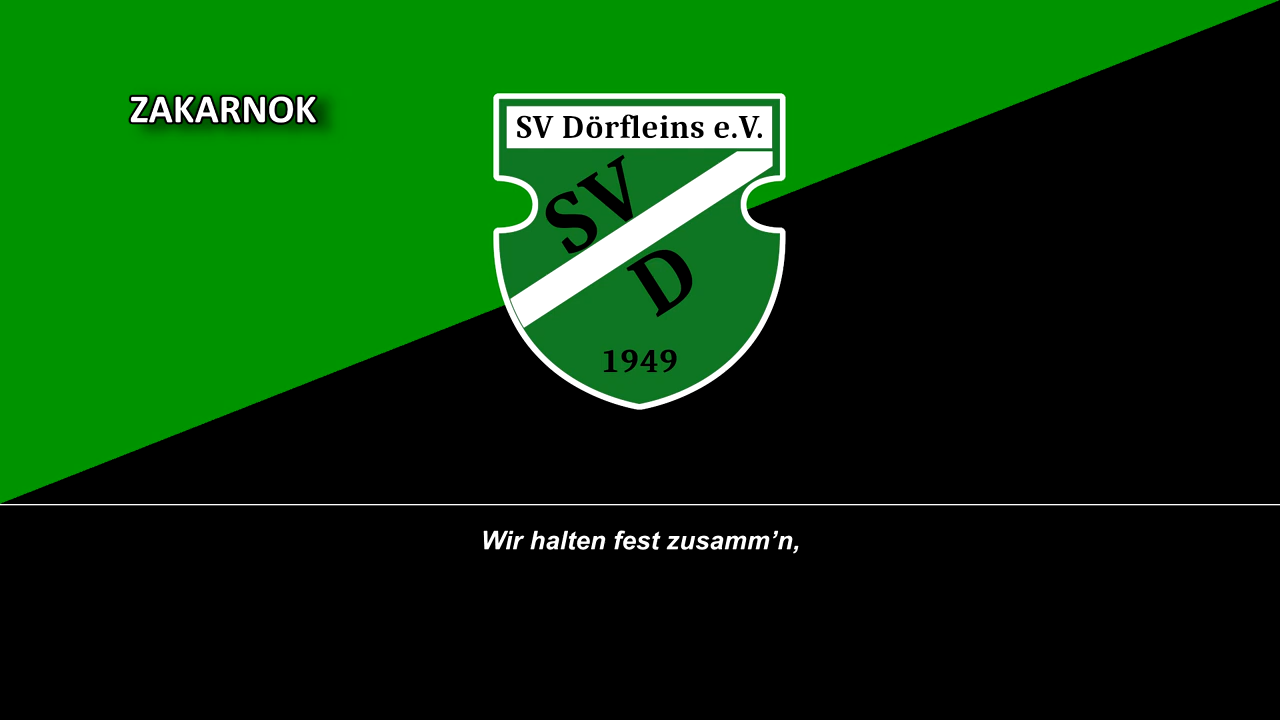 ZAKARNOK
SV Dörfleins e.V.
SV
D
1949
Wir halten fest zusamm’n,